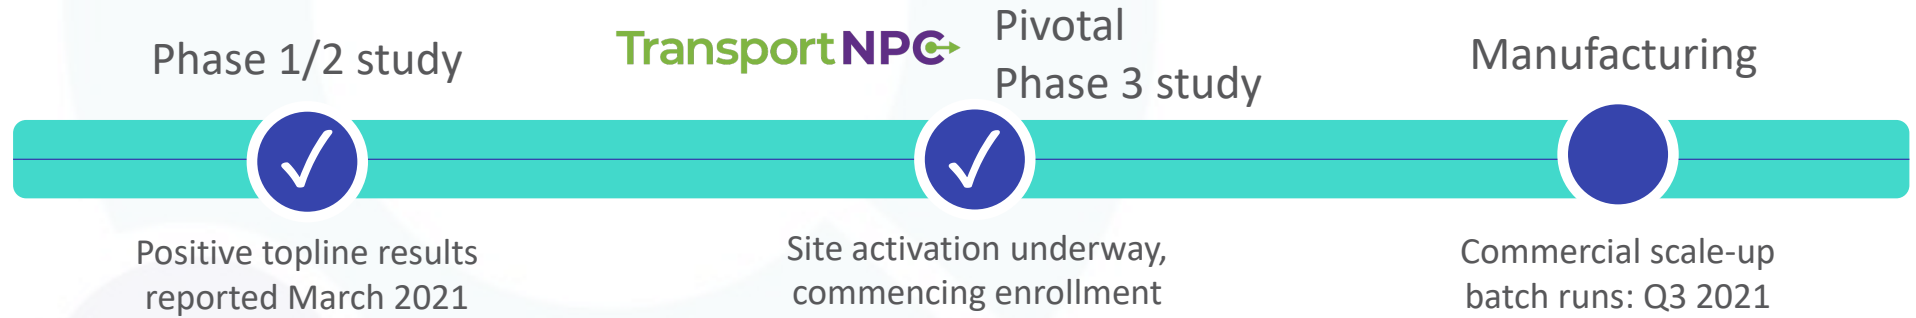 Phase 1/2 study
Positive topline results
reported March 2021
TransportNPC
Pivotal
Phase 3 study
Site activation underway,
commencing enrollment
Manufacturing
Commercial scale-up
batch runs: Q3 2021